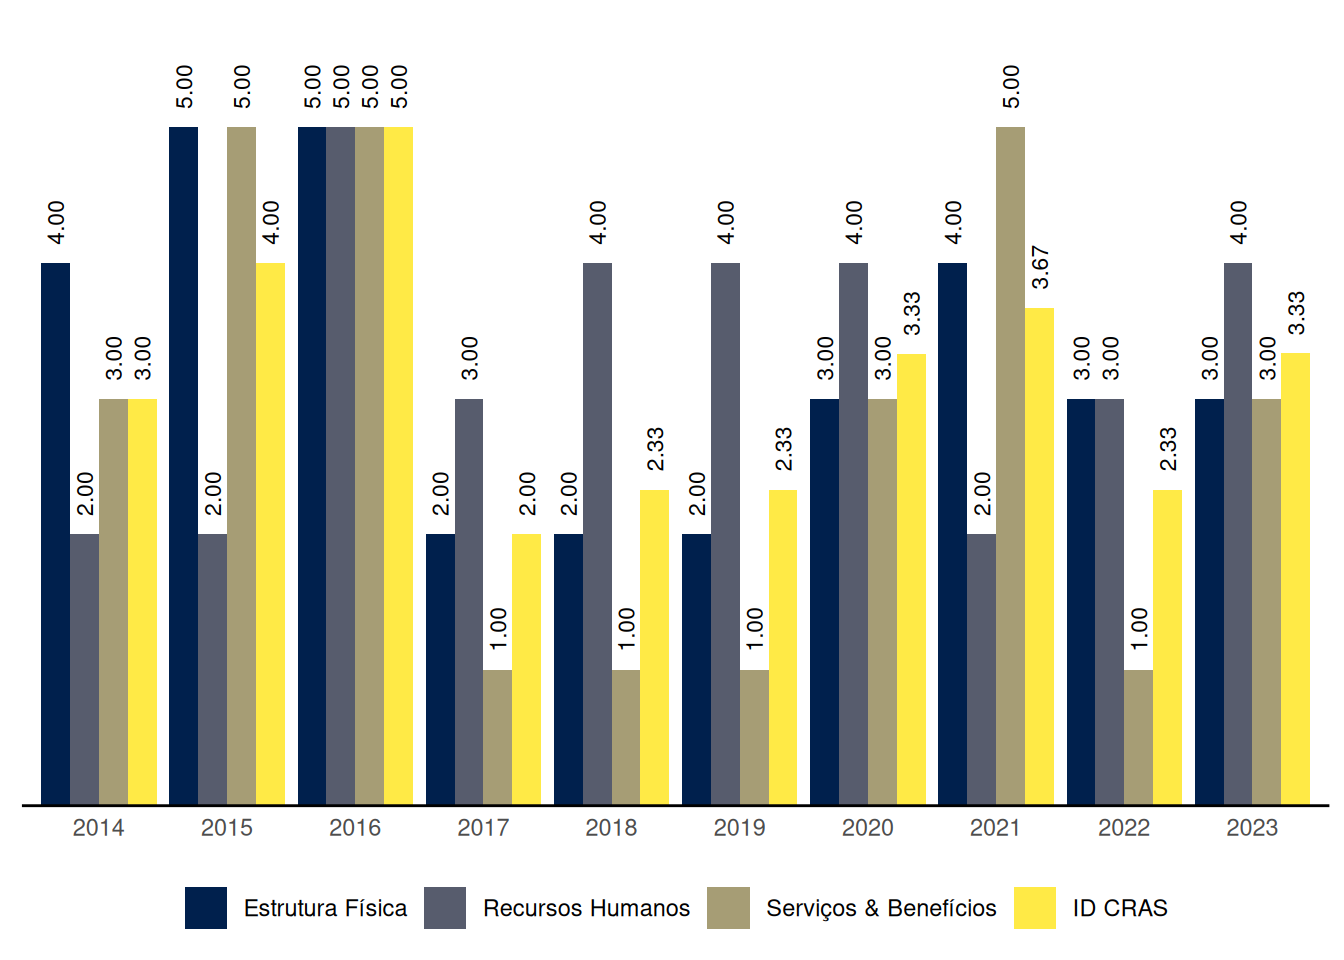 4.00 2.00 3.00 3.00
5.00 2.00 5.00 4.00
5.00 5.00 5.00 5.00
2.00 3.00 1.00 2.00
2.00 4.00 1.00 2.33
2.00 4.00 1.00 2.33
3.00 4.00 3.00 3.33
4.00 2.00 5.00 3.67
3.00 3.00 1.00 2.33
3.00 4.00 3.00 3.33
2014 2015 2016 2017 2018 2019 2020 2021 2022 2023
Estrutura Física Recursos Humanos Serviços & Benefícios ID CRAS